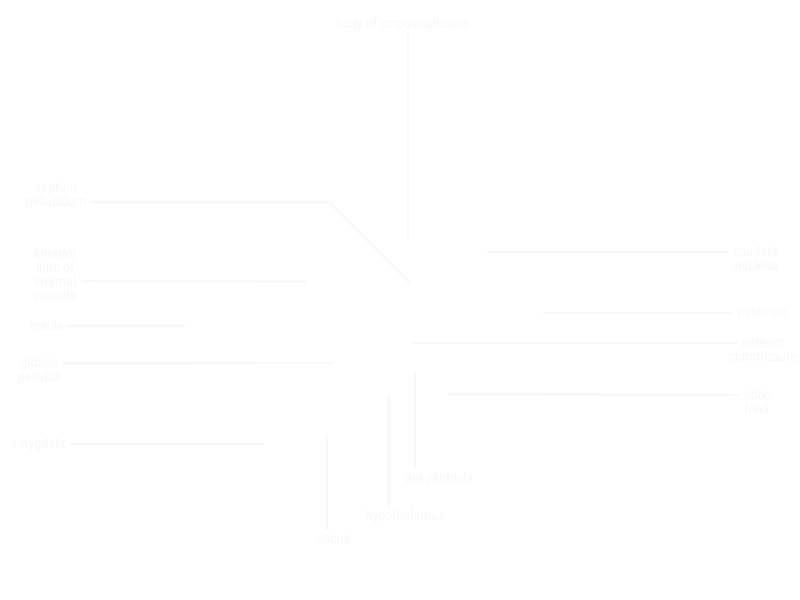 body of corpus callosum
septum
pellucidum
anterior
limb of
internal
capsule
caudate
nucleus
putamen
insula
anterior
commissure
globus
pallidus
optic
tract
amygdala
3rd ventricle
hypothalamus
uncus